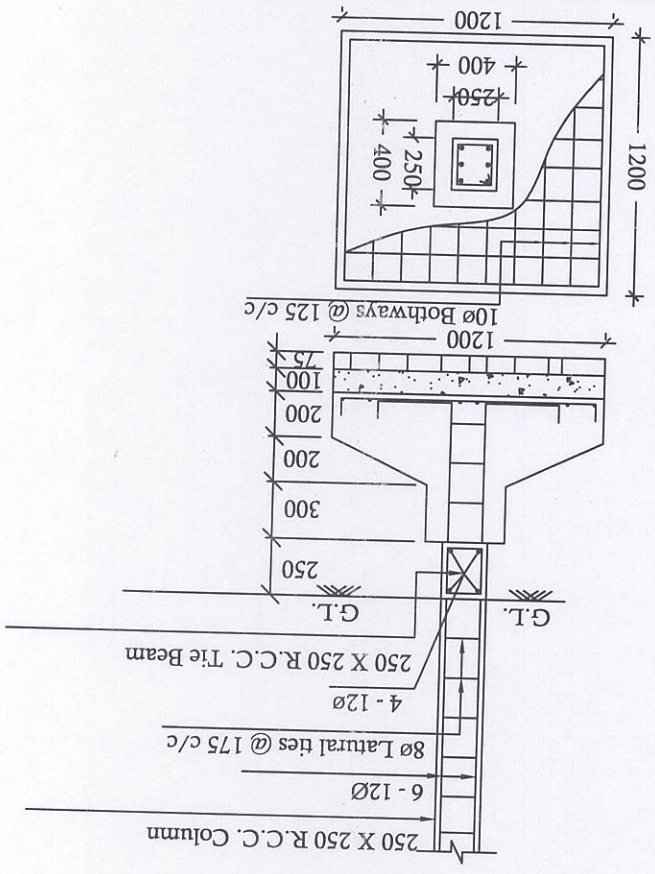 250 X 250 R.C.C. Column
6 - 12Ø
8ø Latural ties @ 175 c/c
4 - 12ø
250 X 250 R.C.C. Tie Beam
G.L.
G.L.
250
300
200
200
100
75
1200
10ø Bothways @ 125 c/c
1200
400
250
250
400
1200